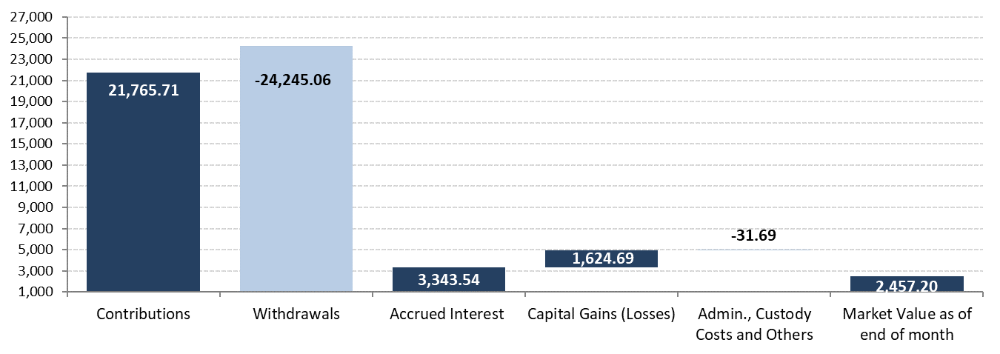 27,000
25,000
23,000
21,000
19,000
17,000
15,000
13,000
11,000
9,000
7,000
5,000
3,000
1,000
21,765.71
-24,245.06
3,343.54
1,624.69
-31.69
2,457.20
Contributions
Withdrawals
Accrued Interest
Capital Gains (Losses)
Admin., Custody
Costs and Others
Market Value as of
end of month